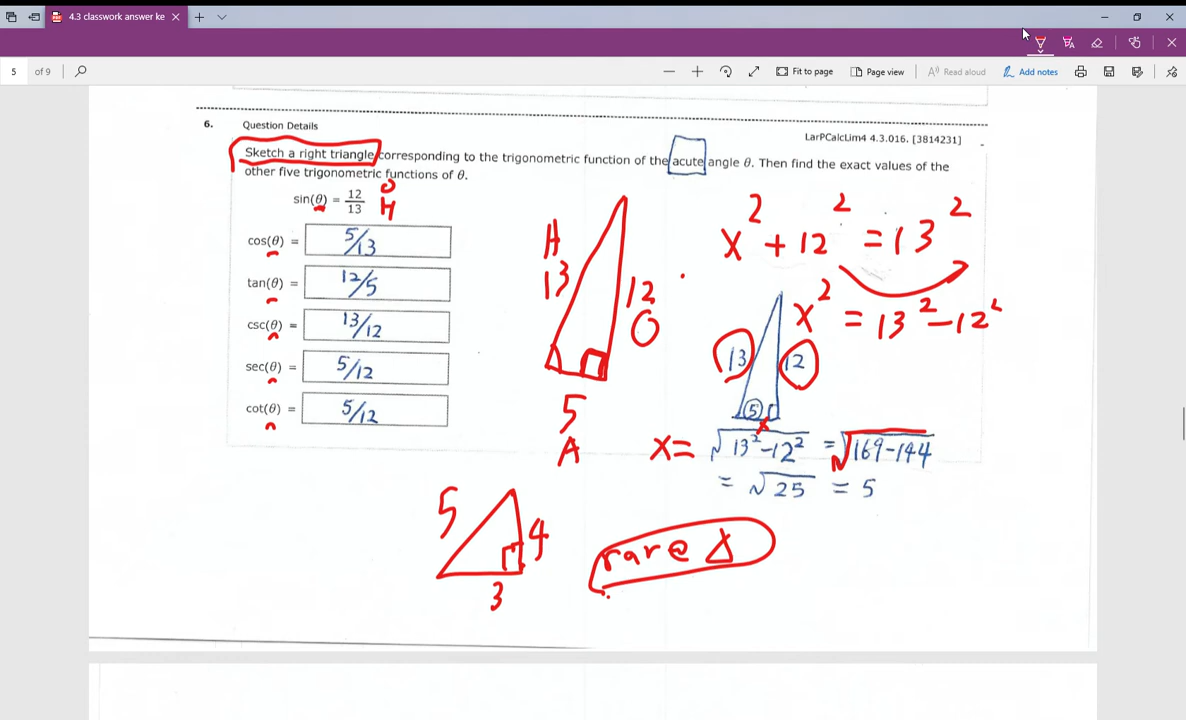 4.3 classwork answer ke
5 of 9
Fit to page
Page view
Read aloud
Add notes
6. Question Details
LarPCalcLim4 4.3.016. [3814231]
Sketch a right triangle corresponding to the trigonometric function of the acute angle θ. Then find the exact values of the
other five trigonometric functions of θ.
sin(θ) = 12/13 O H
cos(θ) = 5/13
tan(θ) = 12/5
csc(θ) = 13/12
sec(θ) = 5/12
cot(θ) = 5/12
H
13
12
O
5
A
x² + 12² = 13²
x² = 13² - 12²
13
12
5
x
x = √13²-12² = √169-144
= √25 = 5
5
4
3
rare △